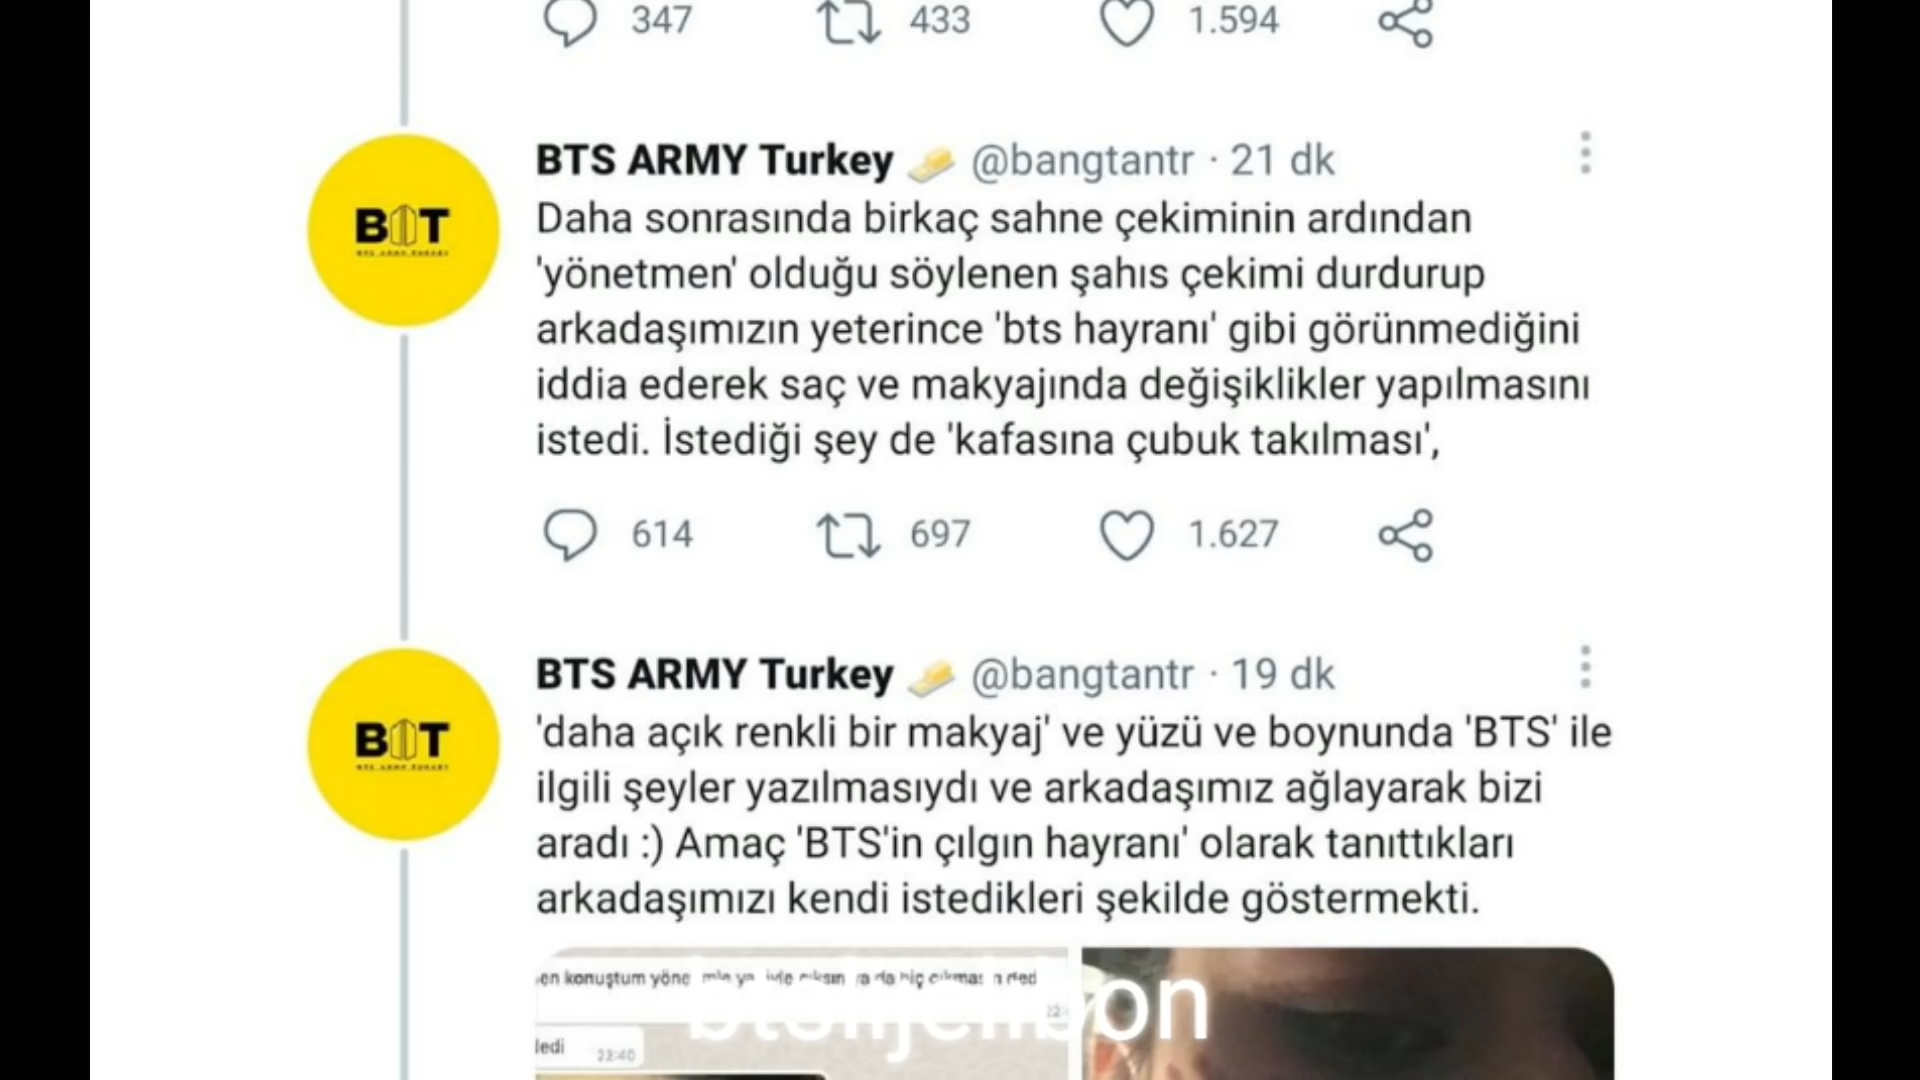 347 433 1.594
BTS ARMY Turkey 🧈 @bangtantr · 21 dk
Daha sonrasında birkaç sahne çekiminin ardından
'yönetmen' olduğu söylenen şahıs çekimi durdurup
arkadaşımızın yeterince 'bts hayranı' gibi görünmediğini
iddia ederek saç ve makyajında değişiklikler yapılmasını
istedi. İstediği şey de 'kafasına çubuk takılması',
614 697 1.627
B T
BTS ARMY Turkey 🧈 @bangtantr · 19 dk
'daha açık renkli bir makyaj' ve yüzü ve boynunda 'BTS' ile
ilgili şeyler yazılmasıydı ve arkadaşımız ağlayarak bizi
aradı :) Amaç 'BTS'in çılgın hayranı' olarak tanıttıkları
arkadaşımızı kendi istedikleri şekilde göstermekti.
B T
konuştum
23:40